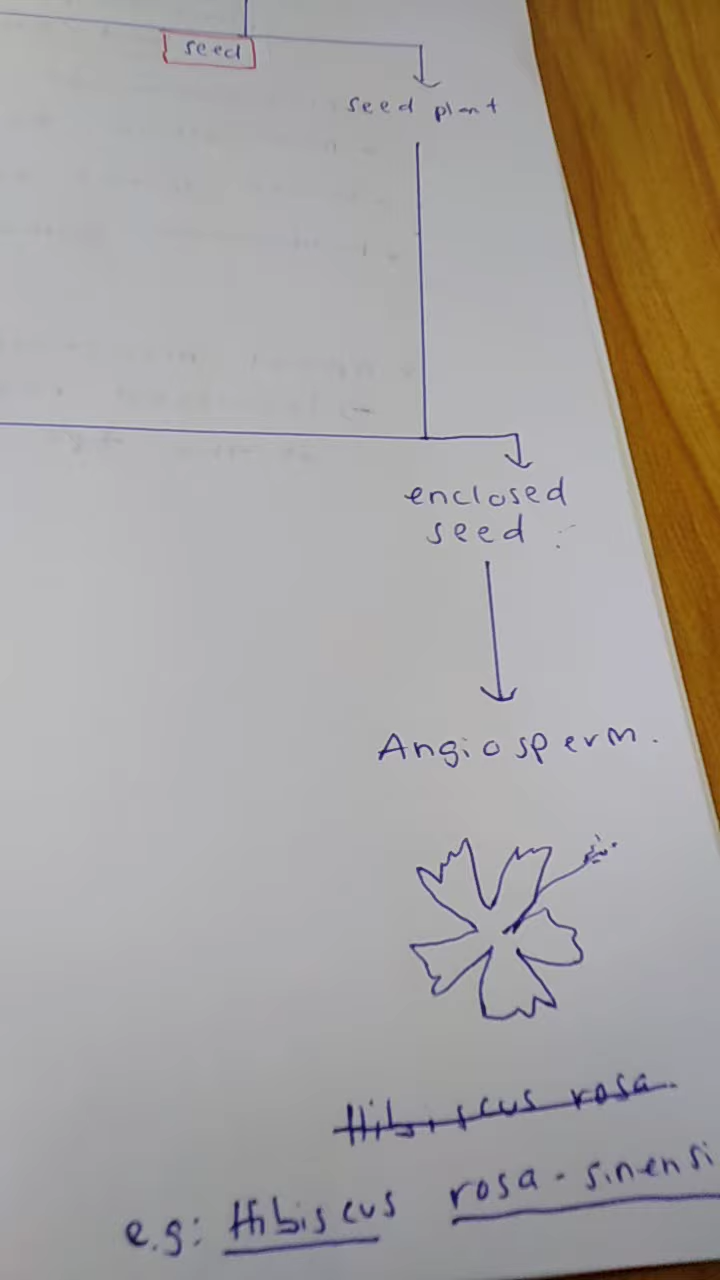 seed
seed plant
enclosed
seed
Angiosperm.
Hibiscus rosa.
e.g: Hibiscus rosa-sinensi